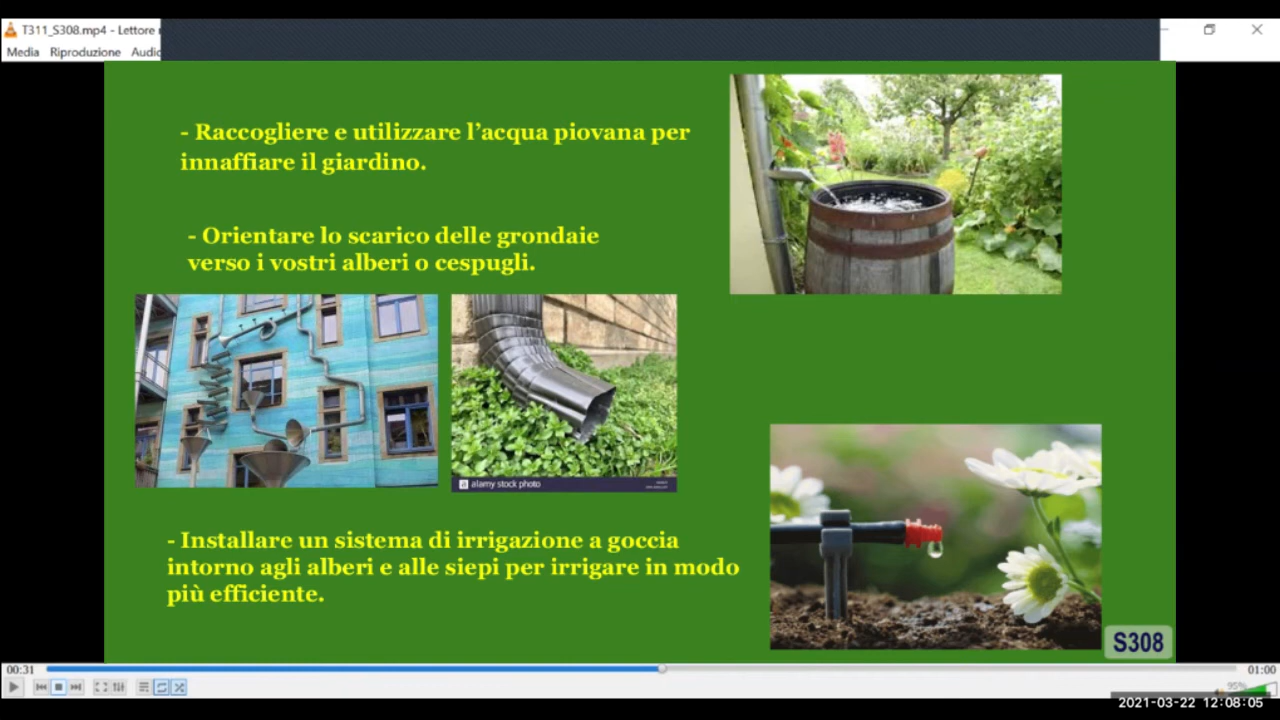 T311_S308.mp4 - Lettore
Media Riproduzione Audio
- Raccogliere e utilizzare l'acqua piovana per
innaffiare il giardino.
- Orientare lo scarico delle grondaie
verso i vostri alberi o cespugli.
a alamy stock photo
- Installare un sistema di irrigazione a goccia
intorno agli alberi e alle siepi per irrigare in modo
più efficiente.
S308
00:31
01:00
95%
2021-03-22 12:08:05